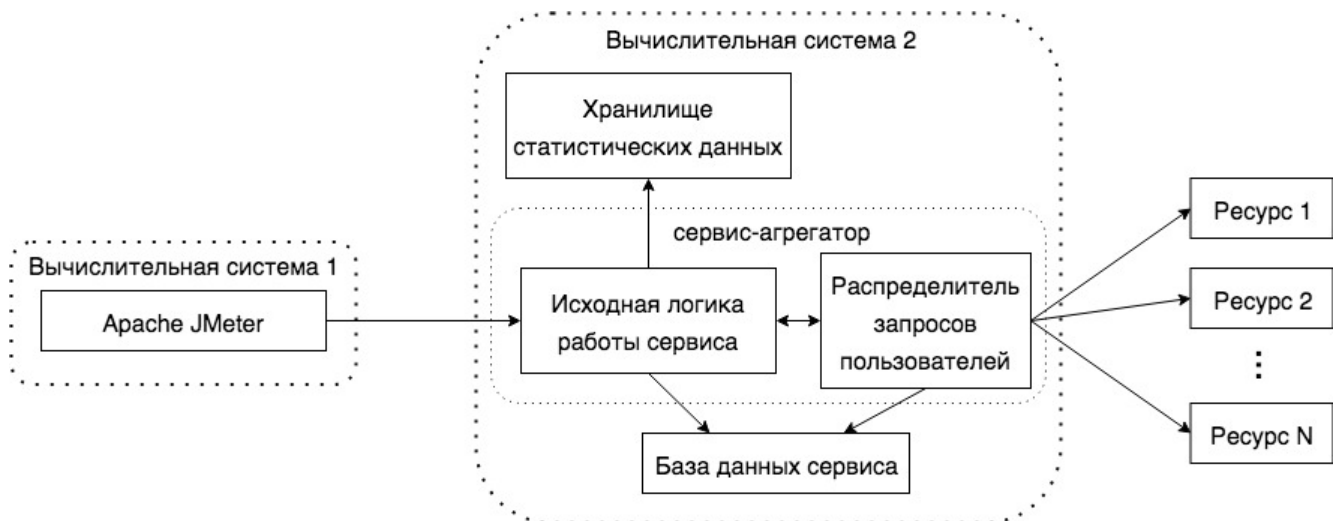 Вычислительная система 2
Хранилище
статистических данных
сервис-агрегатор
Вычислительная система 1
Apache JMeter
Исходная логика
работы сервиса
Распределитель
запросов
пользователей
База данных сервиса
Ресурс 1
Ресурс 2
Ресурс N